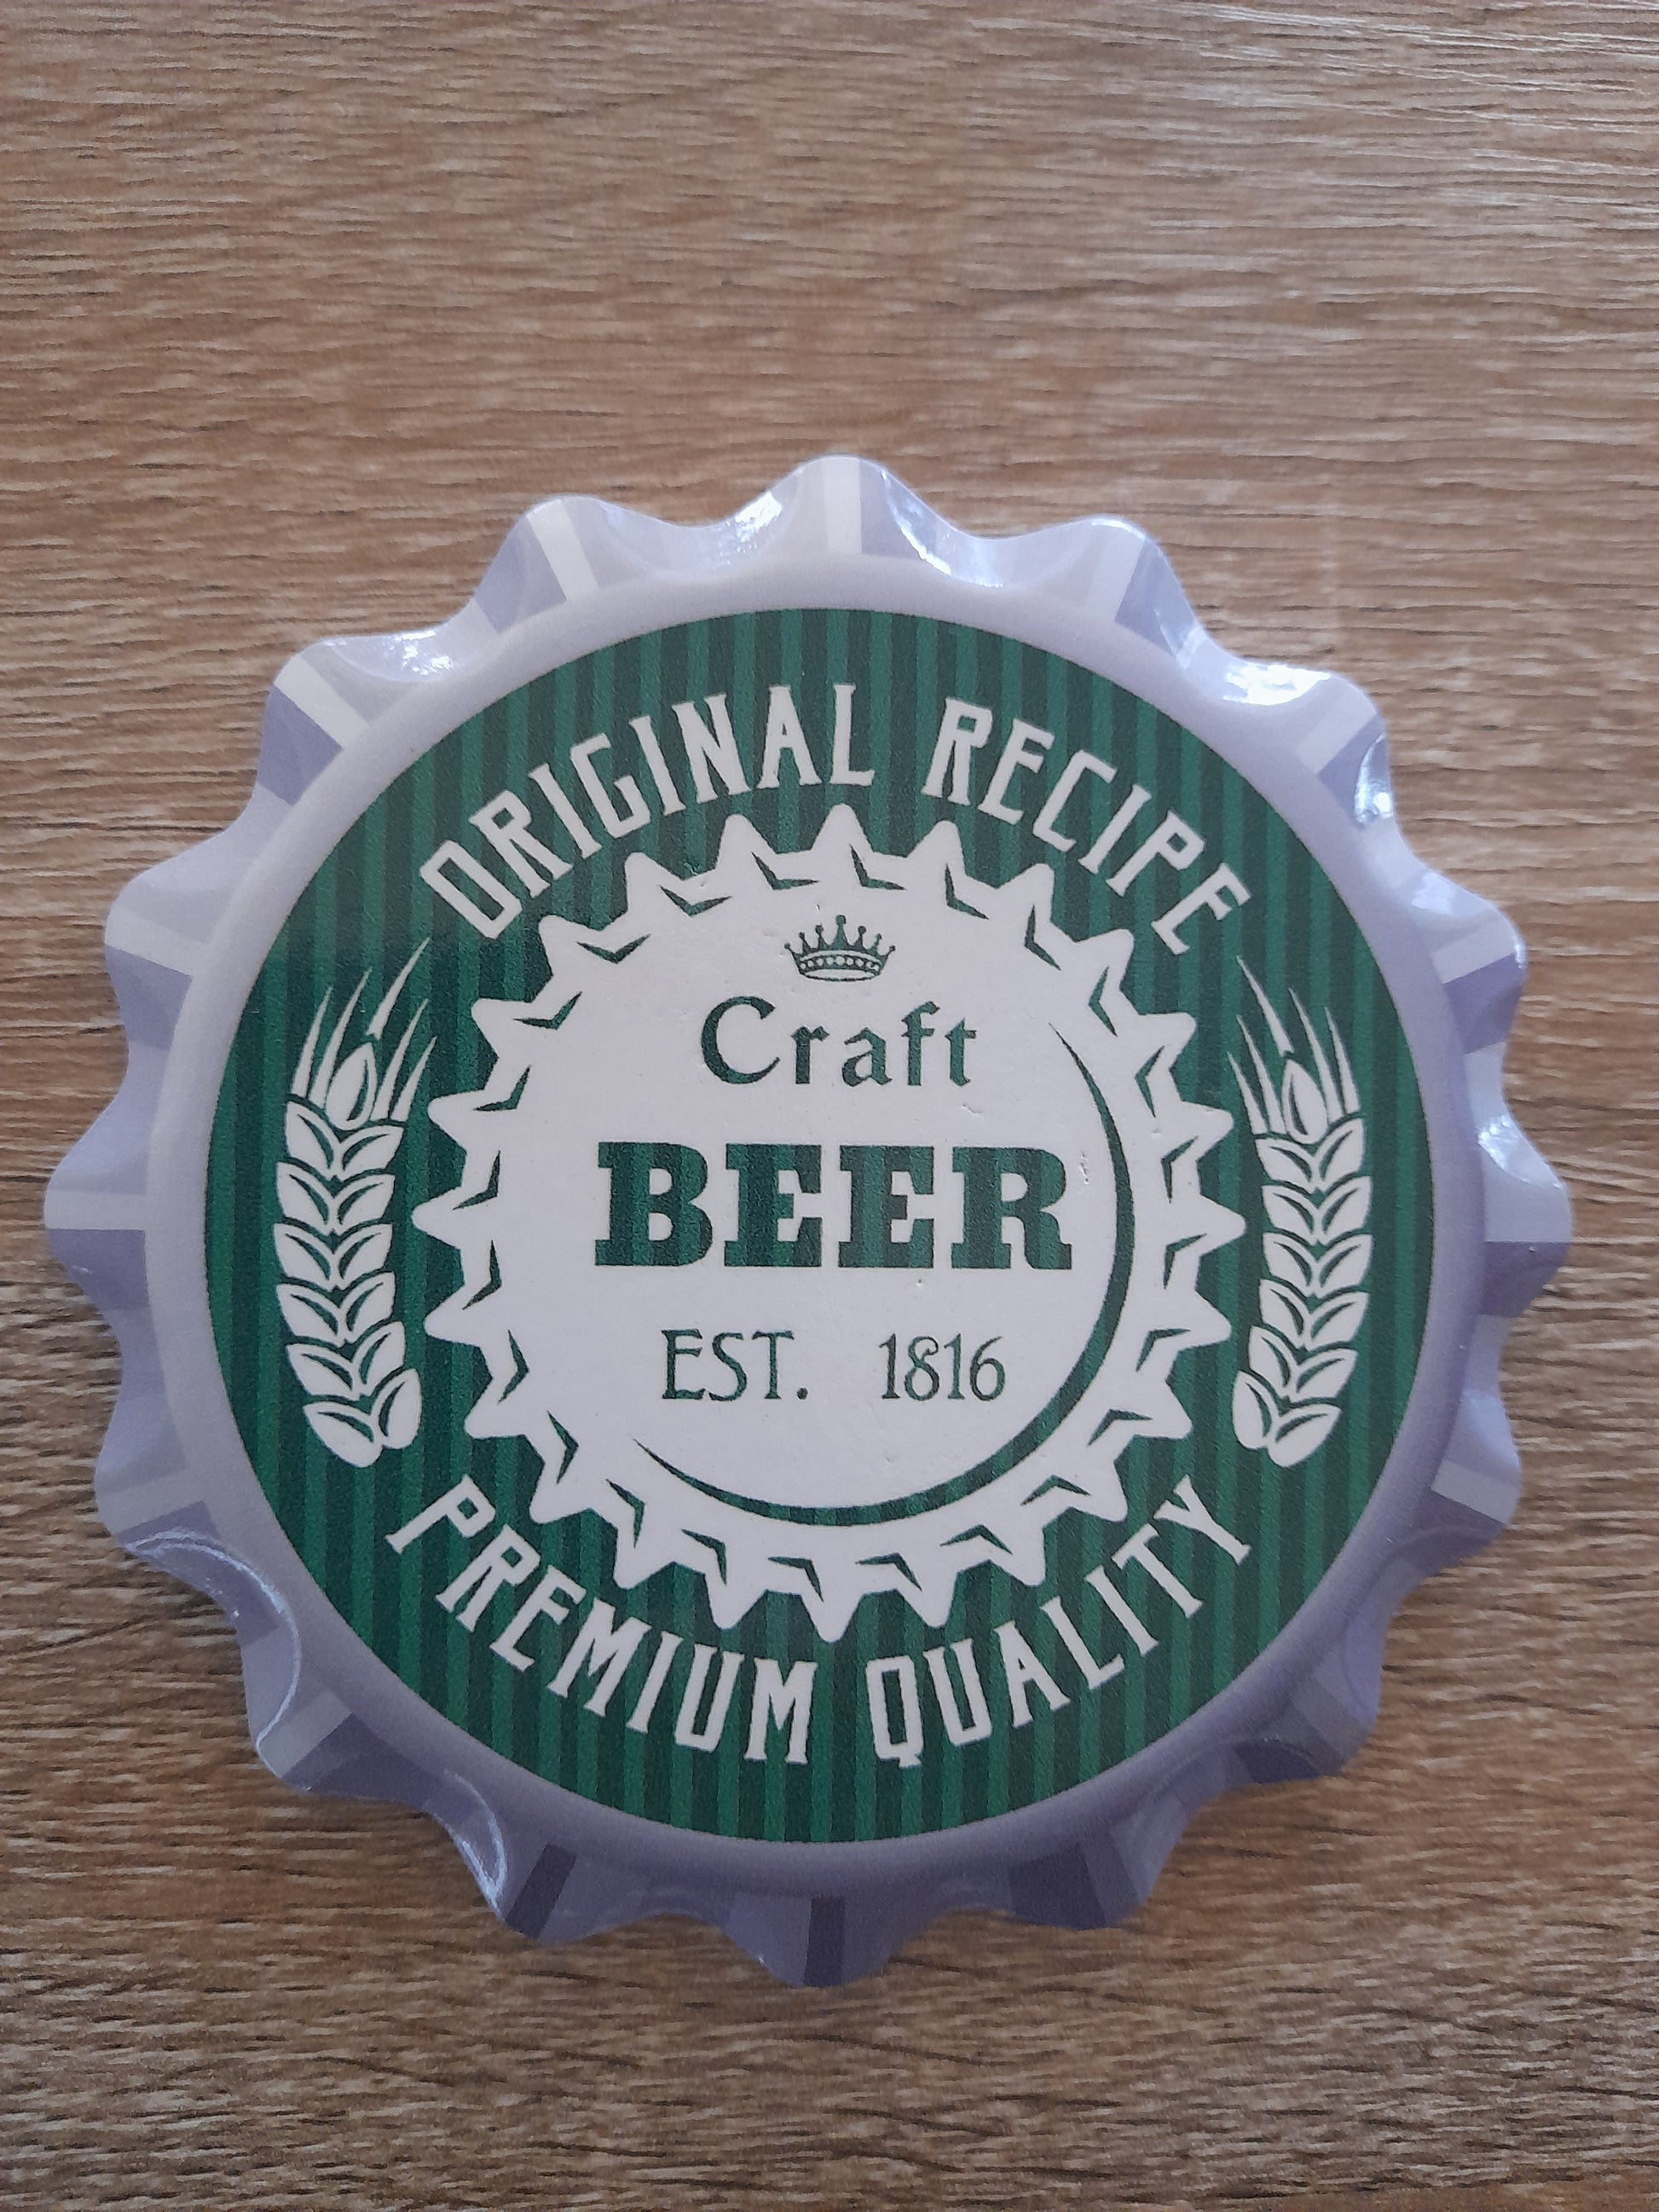 ORIGINAL RECIPE
Craft
BEER
EST. 1816
PREMIUM QUALITY